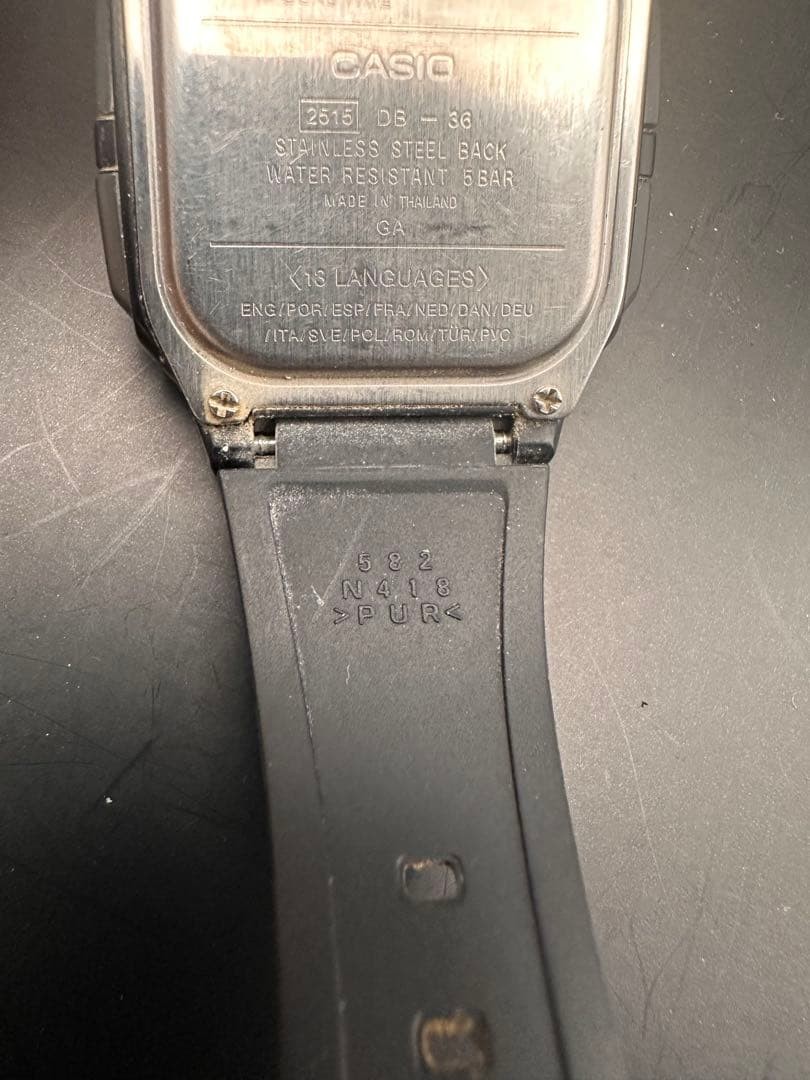 CASIO
2515 DB - 36
STAINLESS STEEL BACK
WATER RESISTANT 5BAR
MADE IN THAILAND
GA
<13 LANGUAGES>
ENG/POR/ESP/FRA/NED/DAN/DEU
/ITA/SVE/POL/ROM/TÜR/РУС
582
N418
>PUR<